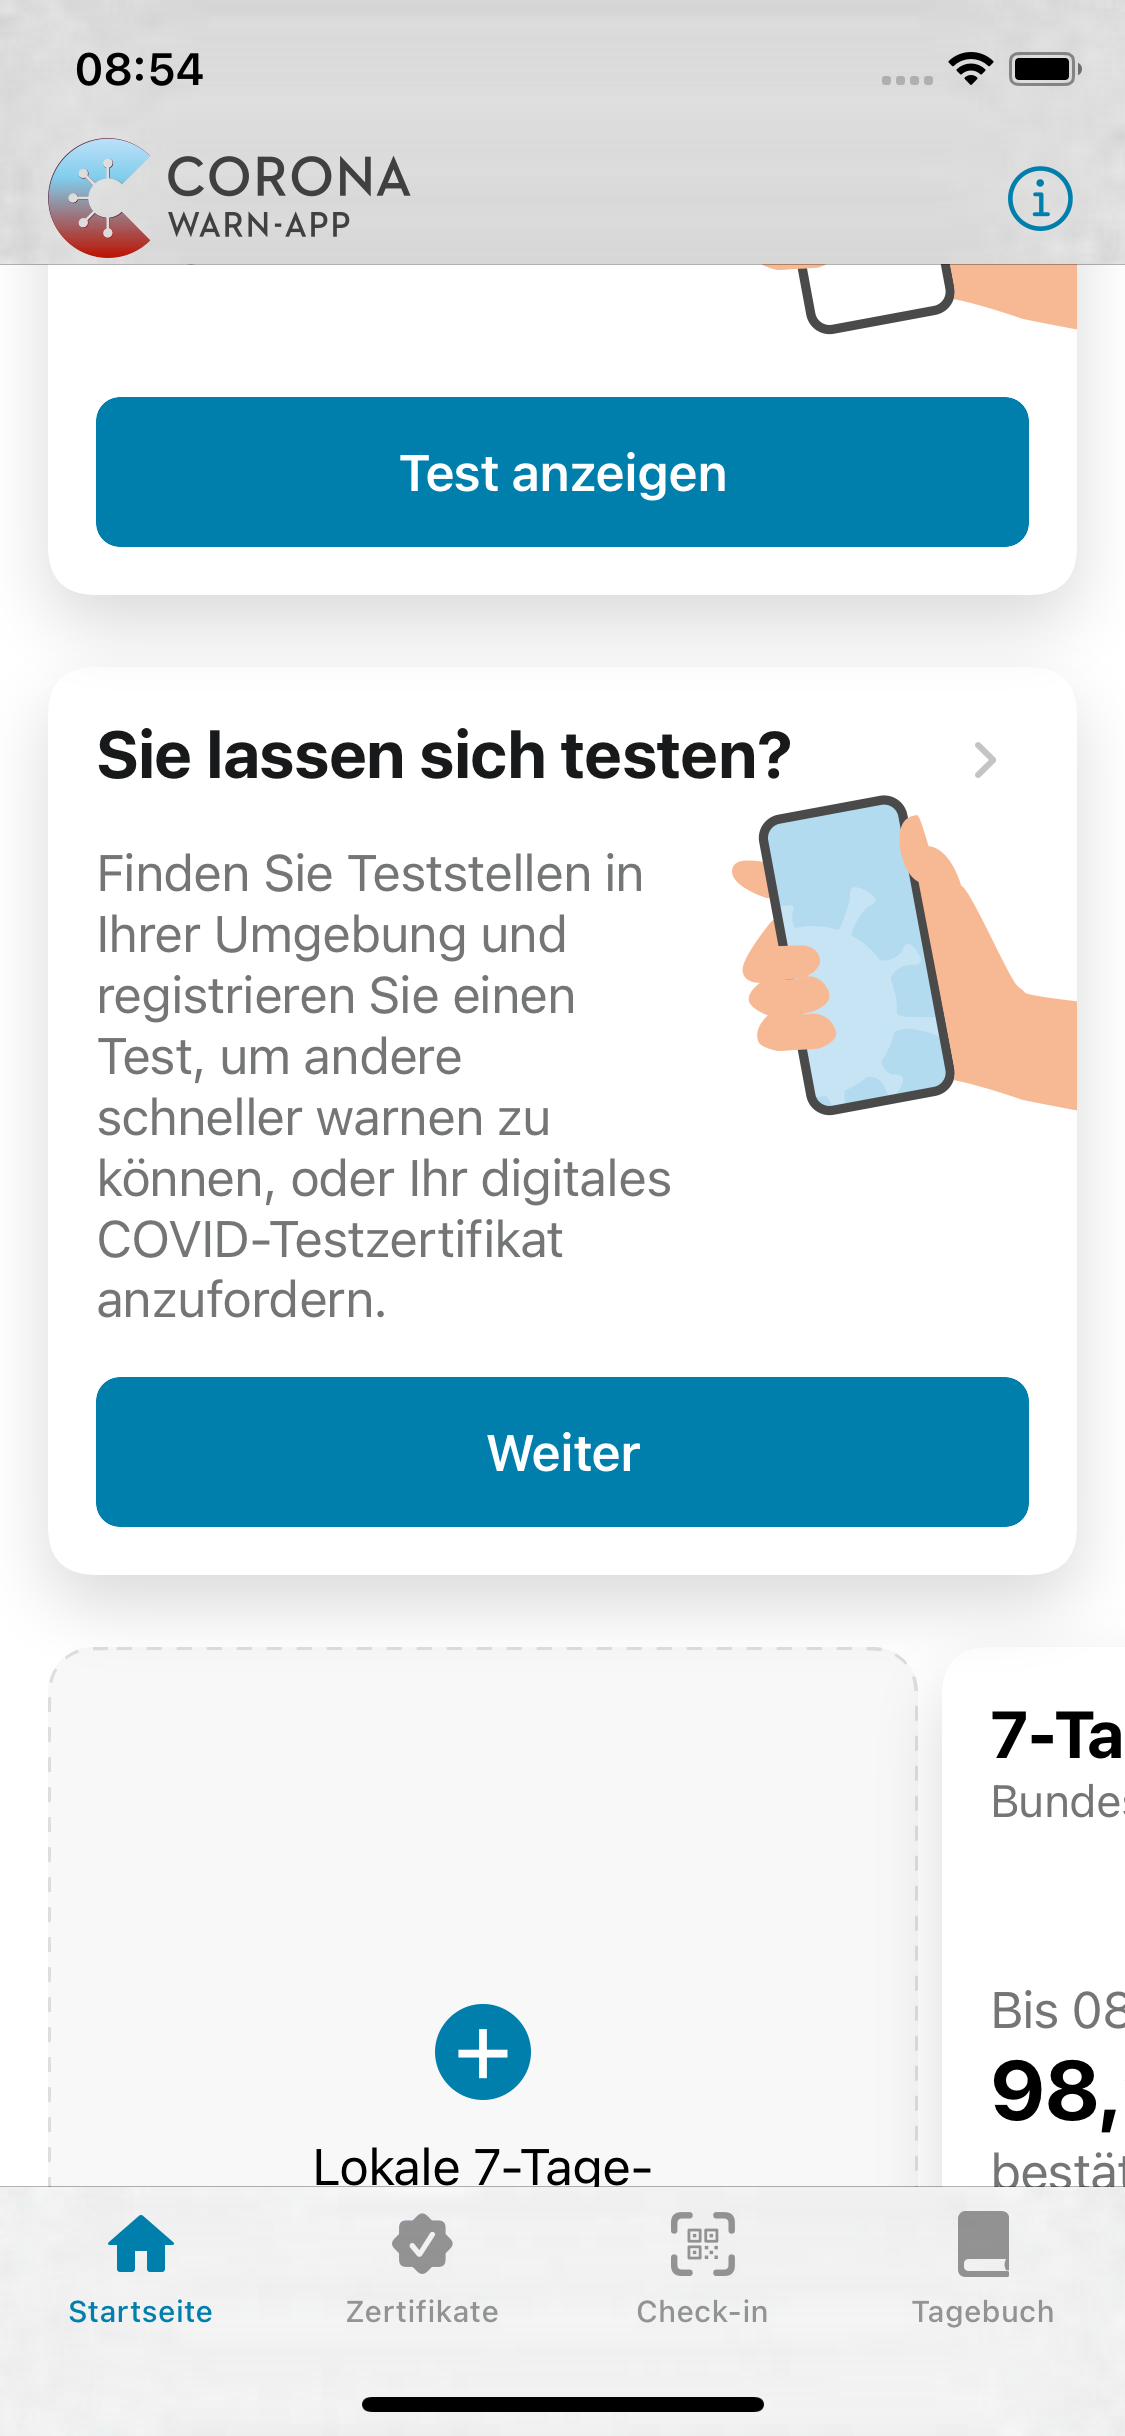 08:54
CORONA
WARN-APP
Test anzeigen
Sie lassen sich testen?
Finden Sie Teststellen in
Ihrer Umgebung und
registrieren Sie einen
Test, um andere
schneller warnen zu
können, oder Ihr digitales
COVID-Testzertifikat
anzufordern.
Weiter
7-Ta
Bundes
Bis 08
98,
bestät
Lokale 7-Tage-
Startseite
Zertifikate
Check-in
Tagebuch